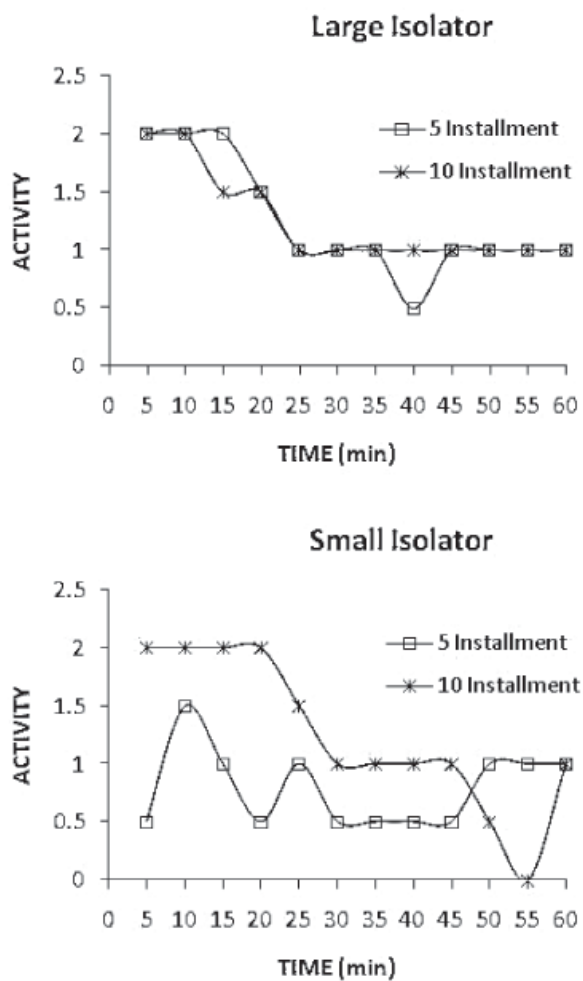 Large Isolator
2.5
2
1.5
1
0.5
0
ACTIVITY
5 Installment
10 Installment
0 5 10 15 20 25 30 35 40 45 50 55 60
TIME (min)
Small Isolator
2.5
2
1.5
1
0.5
0
ACTIVITY
5 Installment
10 Installment
0 5 10 15 20 25 30 35 40 45 50 55 60
TIME (min)